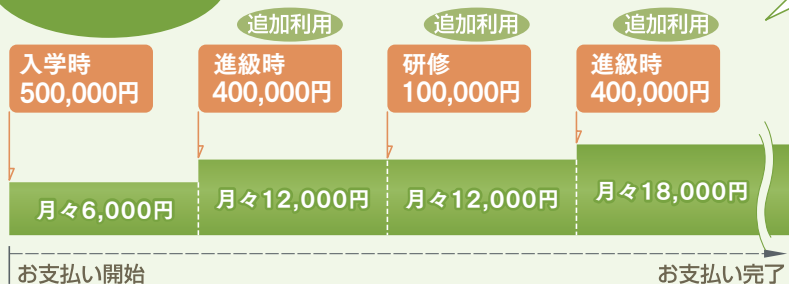 追加利用
追加利用
追加利用
入学時
500,000円
進級時
400,000円
研修
100,000円
進級時
400,000円
月々6,000円
月々12,000円
月々12,000円
月々18,000円
お支払い開始
お支払い完了